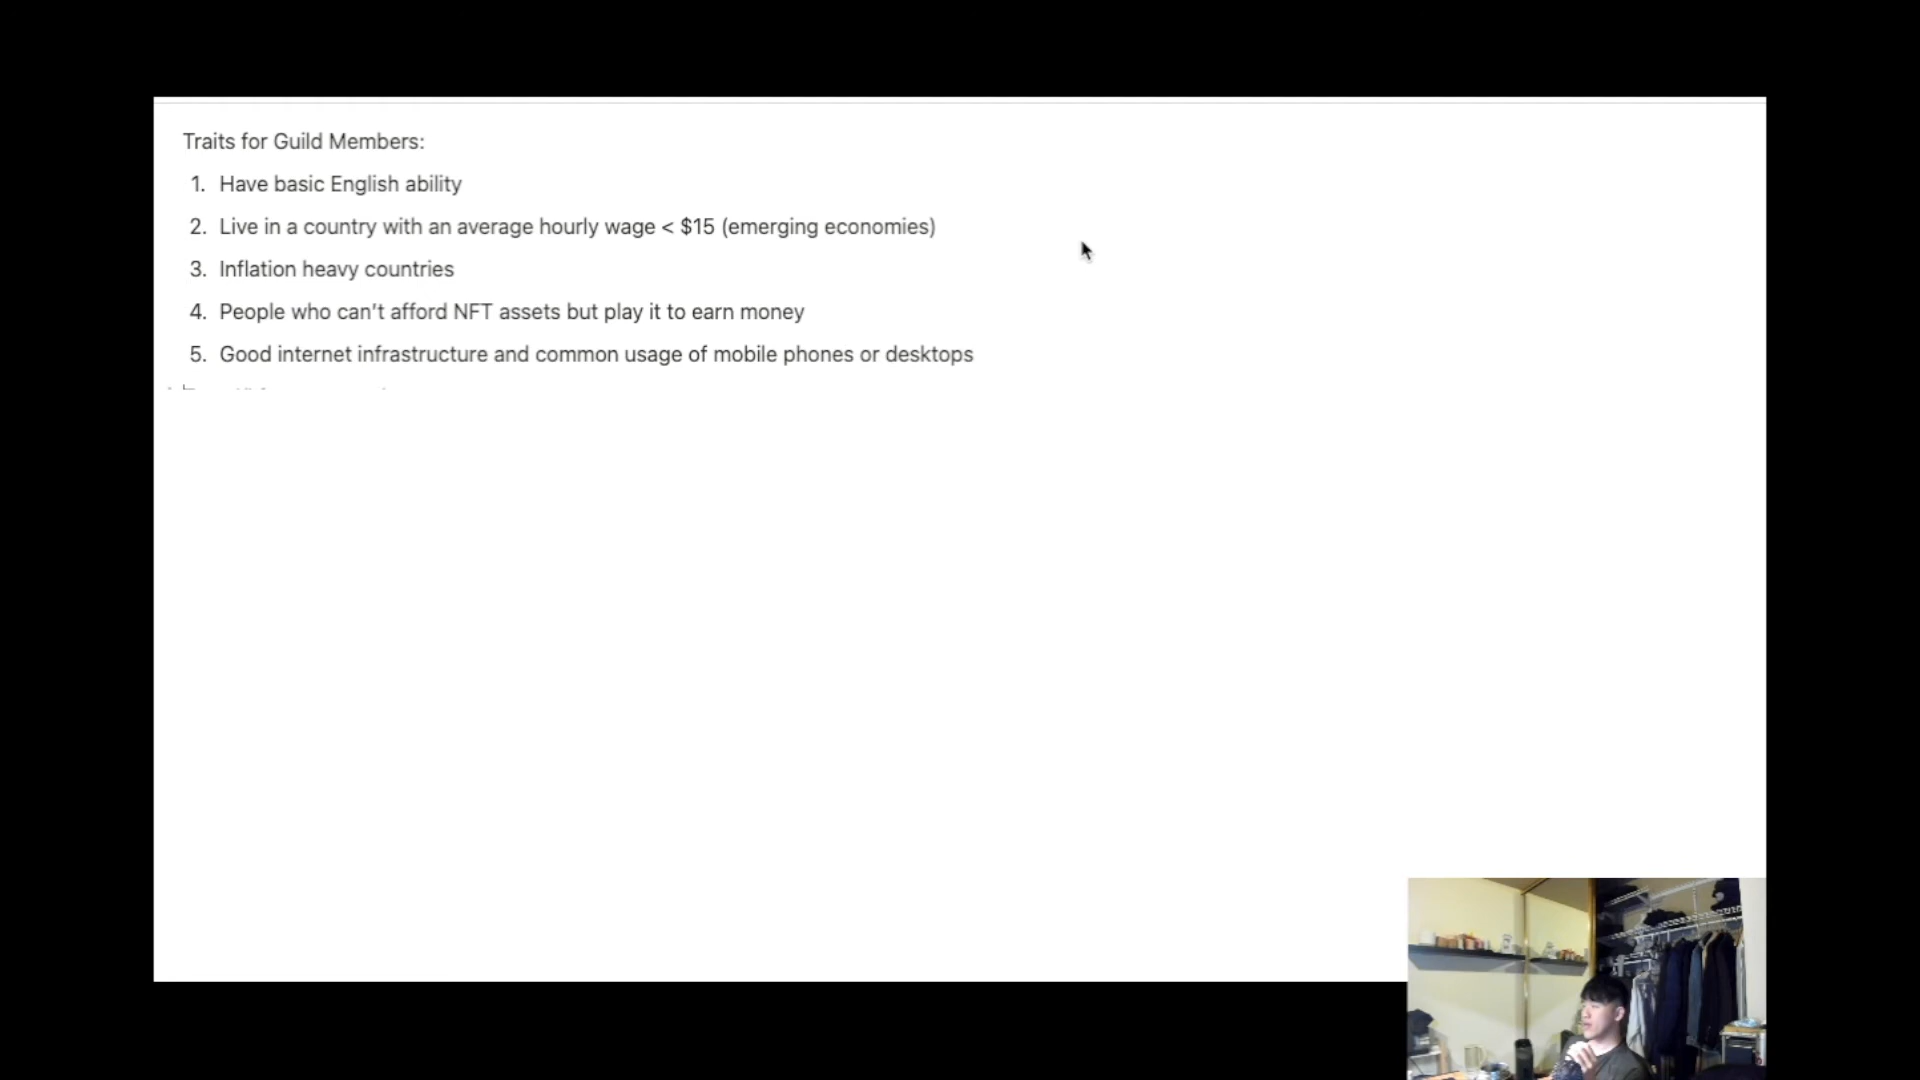 Traits for Guild Members:
1. Have basic English ability
2. Live in a country with an average hourly wage < $15 (emerging economies)
3. Inflation heavy countries
4. People who can't afford NFT assets but play it to earn money
5. Good internet infrastructure and common usage of mobile phones or desktops